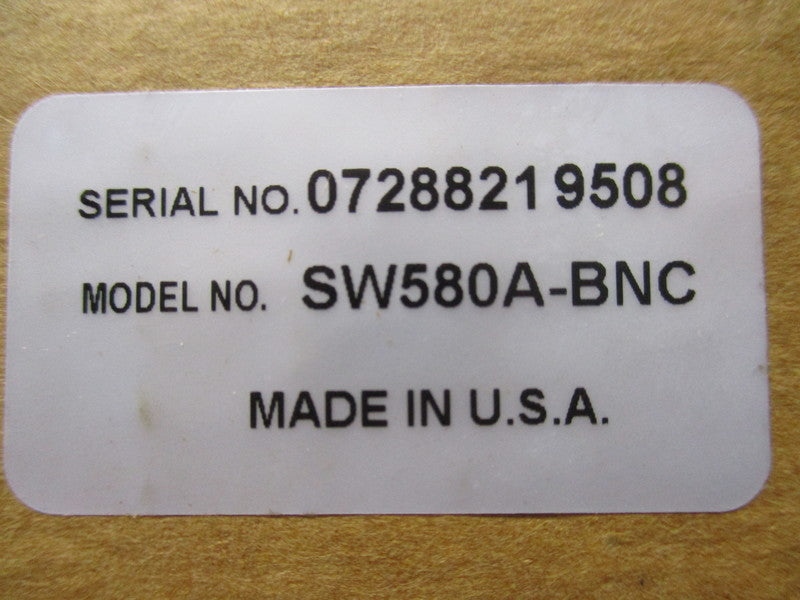 SERIAL NO. 07288219508
MODEL NO. SW580A-BNC
MADE IN U.S.A.